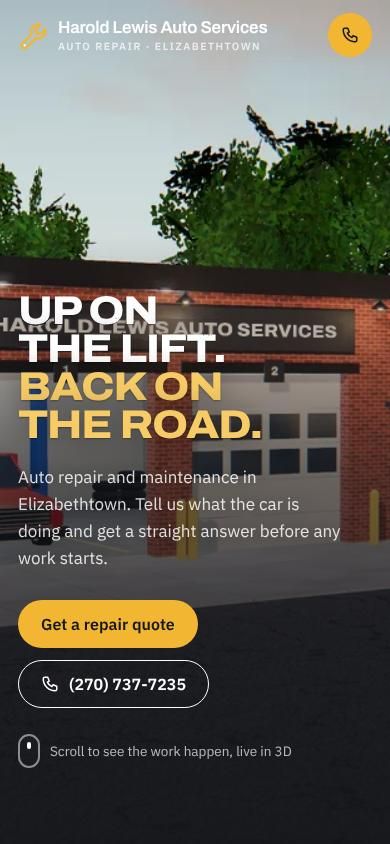 Harold Lewis Auto Services
AUTO REPAIR · ELIZABETHTOWN
UP ON
HAROLD LEWIS AUTO SERVICES
THE LIFT.
1
2
BACK ON
THE ROAD.
Auto repair and maintenance in
Elizabethtown. Tell us what the car is
doing and get a straight answer before any
work starts.
Get a repair quote
(270) 737-7235
Scroll to see the work happen, live in 3D